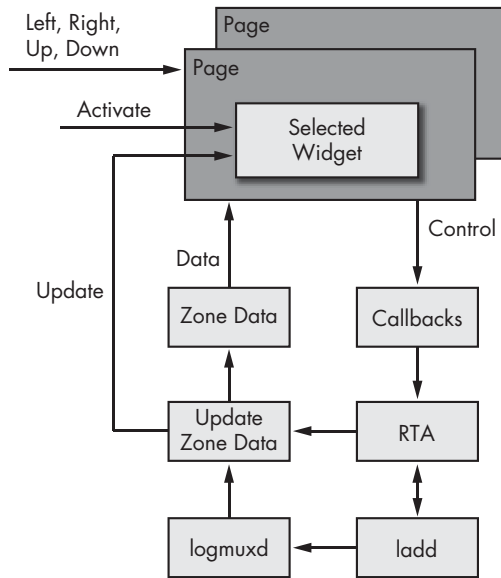 Left, Right,
Up, Down
Page
Page
Activate
Selected
Widget
Control
Data
Update
Zone Data
Callbacks
Update
Zone Data
RTA
logmuxd
ladd